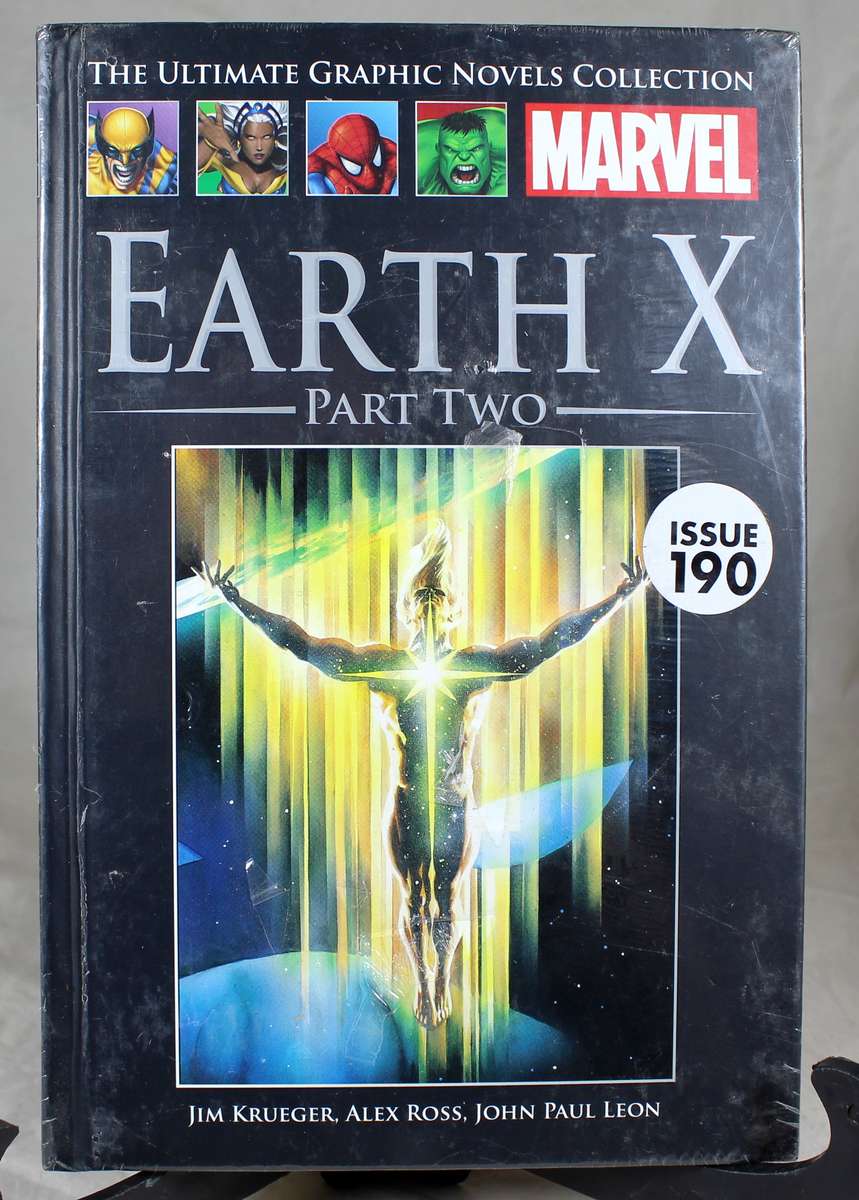 THE ULTIMATE GRAPHIC NOVELS COLLECTION
MARVEL
EARTH X
PART TWO
ISSUE
190
JIM KRUEGER, ALEX ROSS, JOHN PAUL LEON